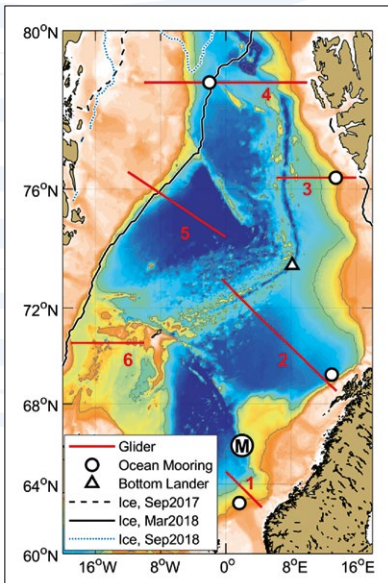 80°N
4
3
76°N
5
72°N
2
6
68°N
M
Glider
1
Ocean Mooring
Bottom Lander
64°N
Ice, Sep2017
Ice, Mar2018
Ice, Sep2018
60°N
16°W
8°W
0°
8°E
16°E